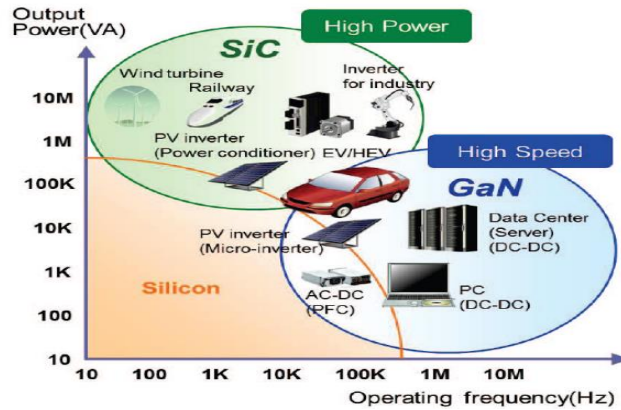 Output
Power(VA)
High Power
SiC
Wind turbine
Railway
Inverter
for industry
PV inverter
(Power conditioner)
EV/HEV
High Speed
GaN
Data Center
(Server)
(DC-DC)
PV inverter
(Micro-inverter)
Silicon
AC-DC
(PFC)
PC
(DC-DC)
10M
1M
100K
10K
1K
100
10
10 100 1K 10K 100K 1M 10M
Operating frequency(Hz)